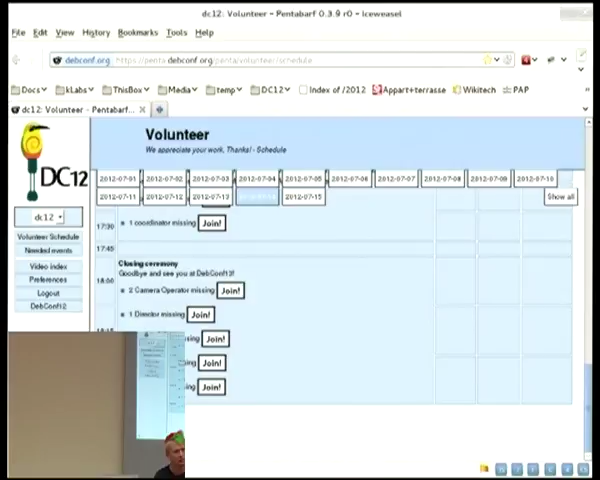 dc12: Volunteer - Pentabarf 0.3.9 r0 - Iceweasel
File Edit View History Bookmarks Tools Help
debconf.org https://penta.debconf.org/penta/volunteer/schedule
Docs kLabs ThisBox Media temp DC12 Index of /2012 Appart+terrasse Wikitech PAP
dc12: Volunteer - Pentabarf...
Volunteer
We appreciate your work, Thanks! - Schedule
DC12
2012-07-01 2012-07-02 2012-07-03 2012-07-04 2012-07-05 2012-07-06 2012-07-07 2012-07-08 2012-07-09 2012-07-10
2012-07-11 2012-07-12 2012-07-13 2012-07-15 Show all
dc12
Volunteer Schedule
Needed events
Video index
Preferences
Logout
DebConf12
17:30 1 coordinator missing Join!
17:45
Closing ceremony
Goodbye and see you at DebConf13!
18:00
2 Camera Operator missing Join!
1 Director missing Join!
sing Join!
ing Join!
ing Join!